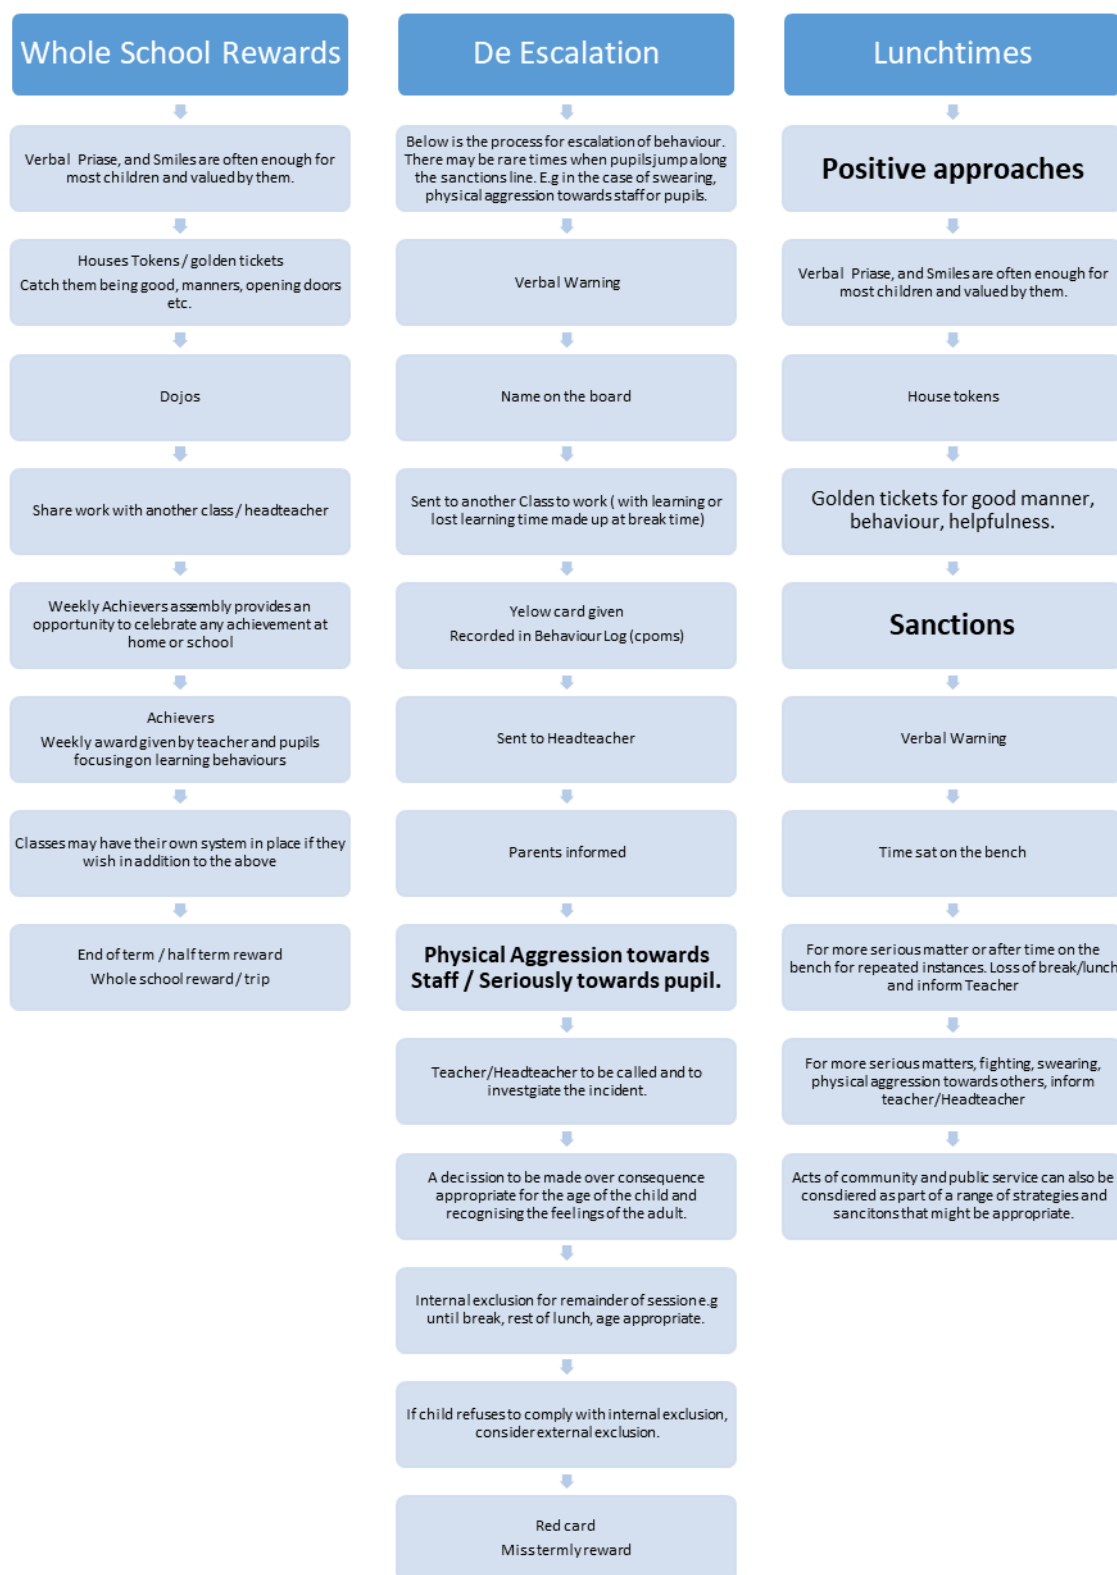 Whole School Rewards
Verbal Priase, and Smiles are often enough for
most children and valued by them.
Houses Tokens / golden tickets
Catch them being good, manners, opening doors
etc.
Dojos
Share work with another class / headteacher
Weekly Achievers assembly provides an
opportunity to celebrate any achievement at
home or school
Achievers
Weekly award given by teacher and pupils
focusing on learning behaviours
Classes may have their own system in place if they
wish in addition to the above
End of term / half term reward
Whole school reward / trip
De Escalation
Below is the process for escalation of behaviour.
There may be rare times when pupils jump along
the sanctions line. E.g in the case of swearing,
physical aggression towards staff or pupils.
Verbal Warning
Name on the board
Sent to another Class to work ( with learning or
lost learning time made up at break time)
Yelow card given
Recorded in Behaviour Log (cpoms)
Sent to Headteacher
Parents informed
Physical Aggression towards
Staff / Seriously towards pupil.
Teacher/Headteacher to be called and to
investgiate the incident.
A decission to be made over consequence
appropriate for the age of the child and
recognising the feelings of the adult.
Internal exclusion for remainder of session e.g
until break, rest of lunch, age appropriate.
If child refuses to comply with internal exclusion,
consider external exclusion.
Red card
Miss termly reward
Lunchtimes
Positive approaches
Verbal Priase, and Smiles are often enough for
most children and valued by them.
House tokens
Golden tickets for good manner,
behaviour, helpfulness.
Sanctions
Verbal Warning
Time sat on the bench
For more serious matter or after time on the
bench for repeated instances. Loss of break/lunch
and inform Teacher
For more serious matters, fighting, swearing,
physical aggression towards others, inform
teacher/Headteacher
Acts of community and public service can also be
consdiered as part of a range of strategies and
sancitons that might be appropriate.